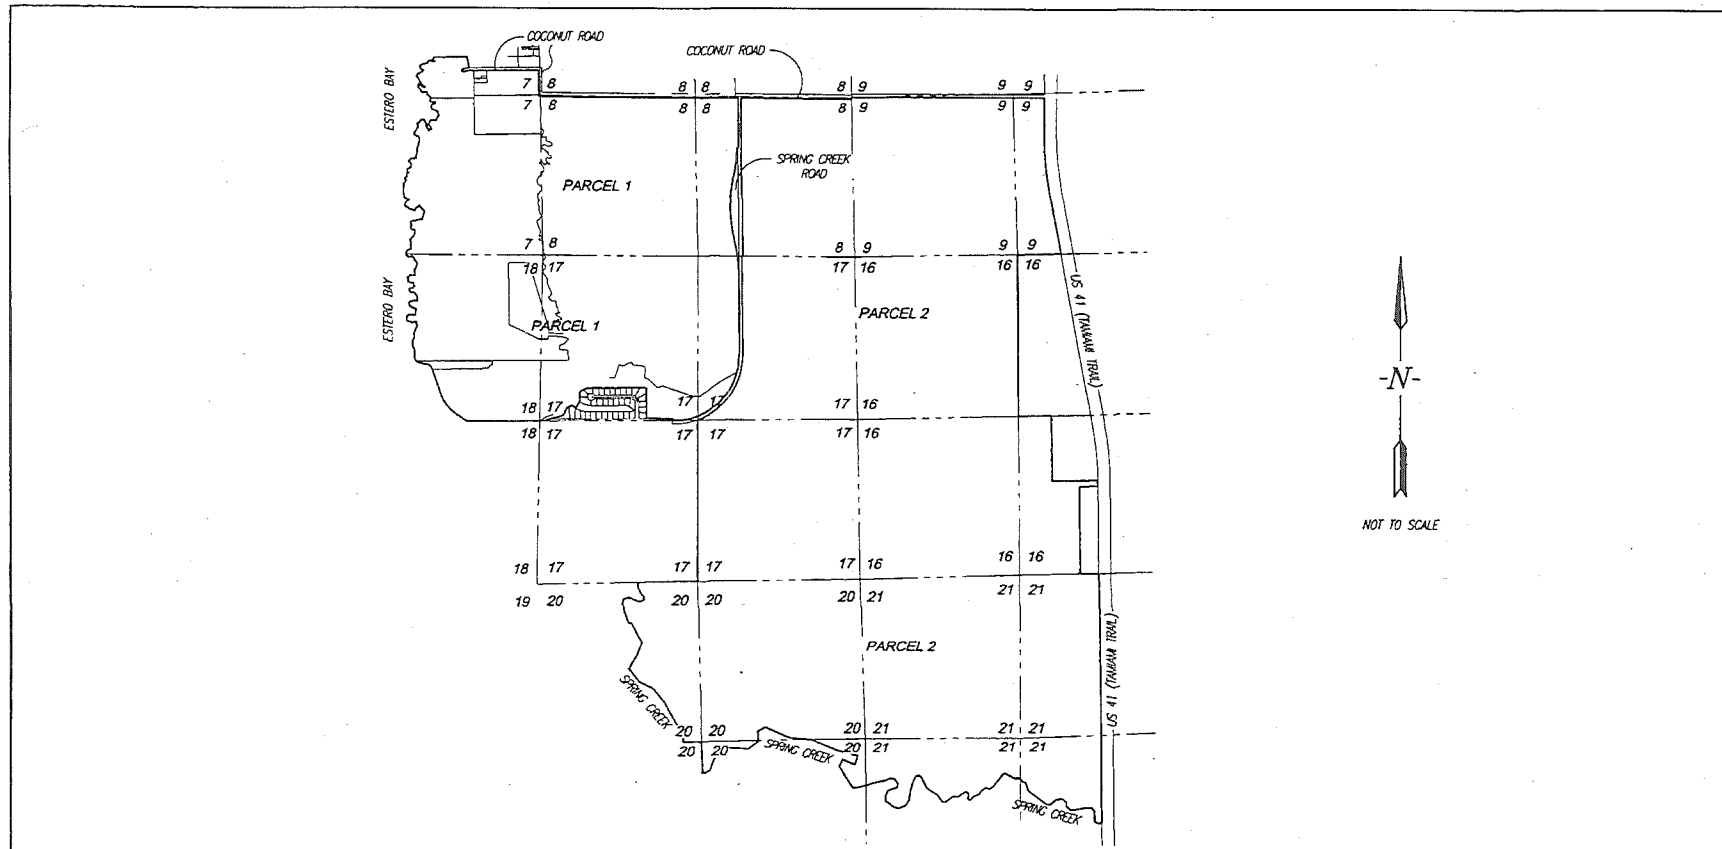 COCONUT ROAD
COCONUT ROAD
ESTERO BAY
7 8
8 8
8 9
9 9
7 8
8 8
8 9
9 9
SPRING CREEK
ROAD
PARCEL 1
7 8
8 9
9 9
18 17
17 16
16 16
ESTERO BAY
PARCEL 1
PARCEL 2
US 41 (TAMIAMI TRAIL)
-N-
NOT TO SCALE
18 17
17 17
17 16
18 17
17 17
17 16
18 17
17 17
17 16
16 16
19 20
20 20
20 21
21 21
PARCEL 2
US 41 (TAMIAMI TRAIL)
SPRING CREEK
20 20
20 21
21 21
20 20
20 21
21 21
SPRING CREEK
SPRING CREEK